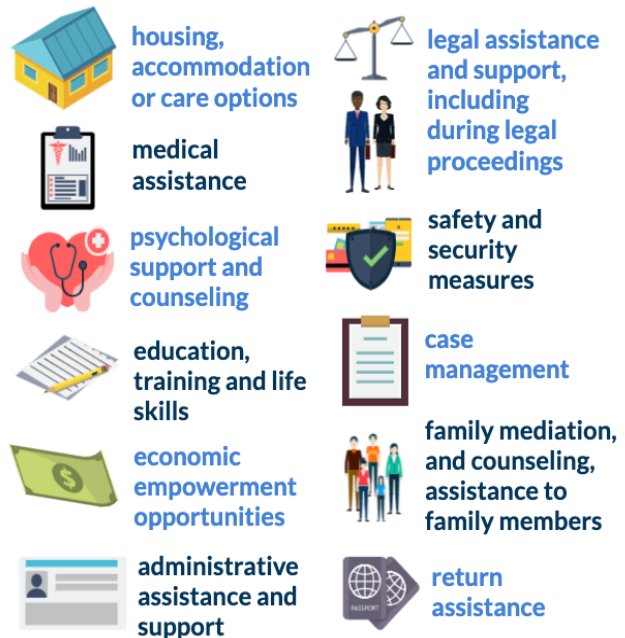 housing,
accommodation
or care options
medical
assistance
psychological
support and
counseling
education,
training and life
skills
economic
empowerment
opportunities
administrative
assistance and
support
legal assistance
and support,
including
during legal
proceedings
safety and
security
measures
case
management
family mediation,
and counseling,
assistance to
family members
PASSPORT
return
assistance